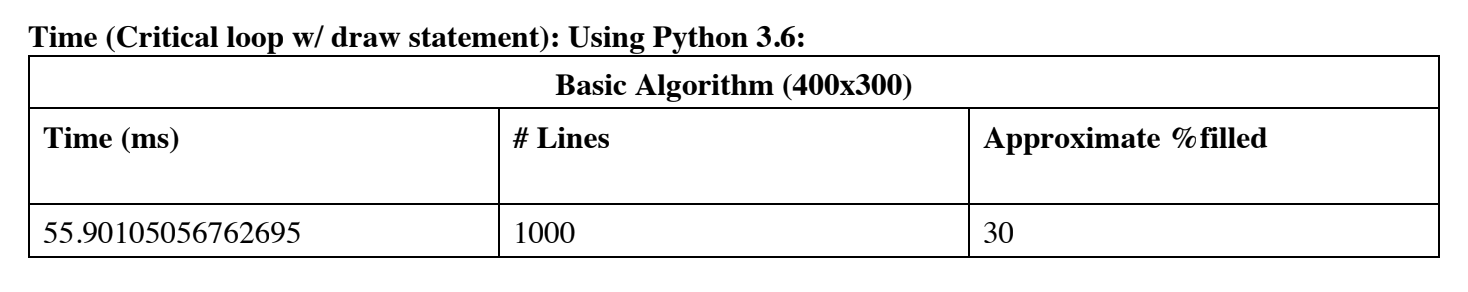 Time (Critical loop w/ draw statement): Using Python 3.6:
Basic Algorithm (400x300)
Time (ms) # Lines Approximate %filled
55.90105056762695 1000 30